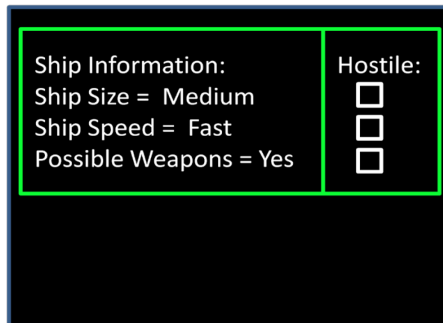 Ship Information:
Hostile:
Ship Size = Medium
Ship Speed = Fast
Possible Weapons = Yes